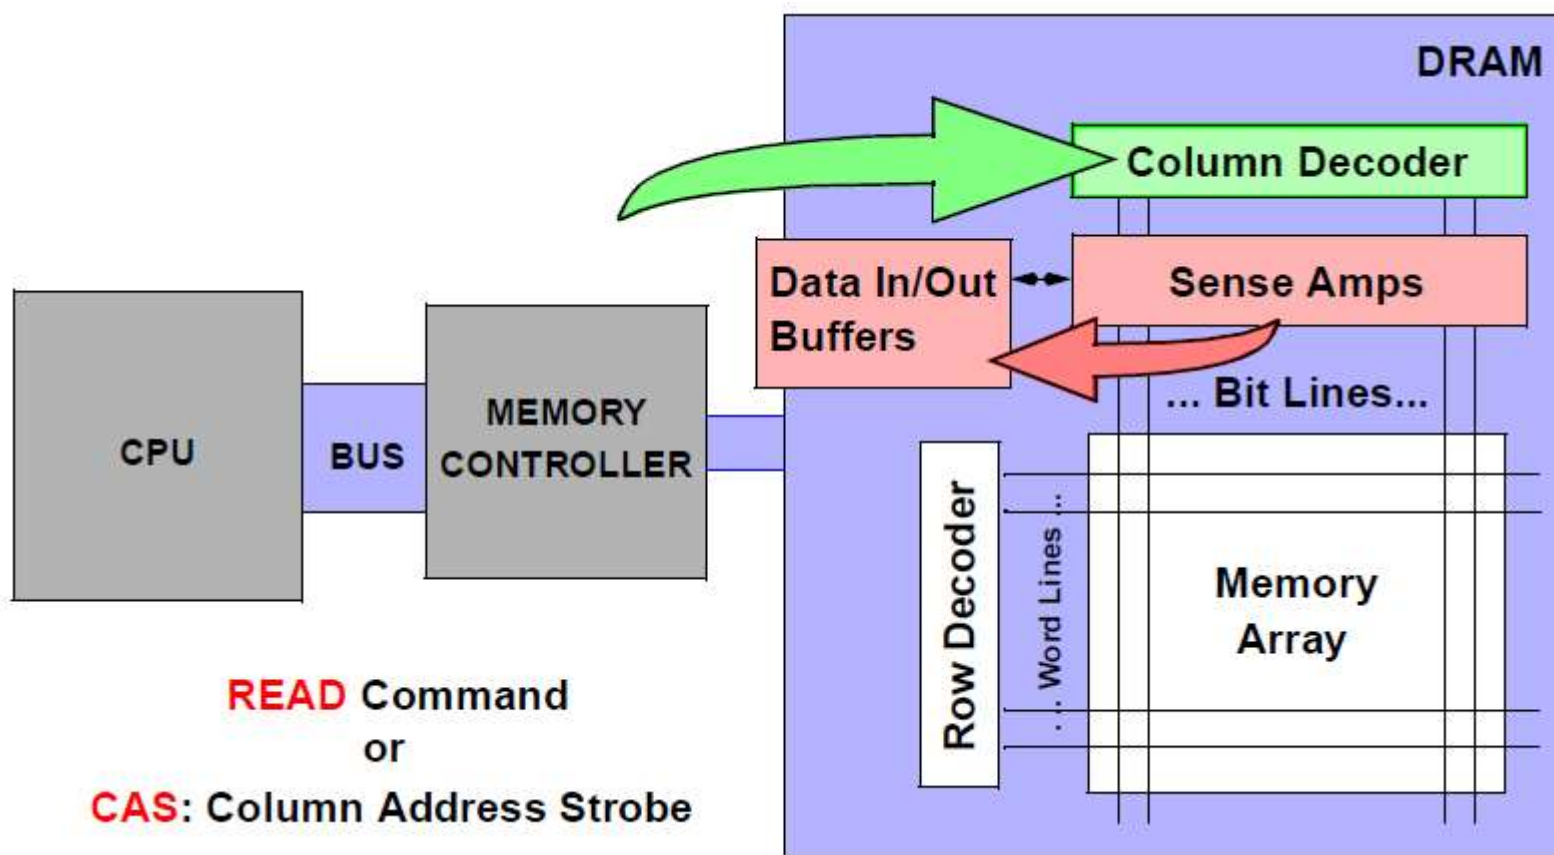 DRAM
Column Decoder
Data In/Out
Buffers
Sense Amps
... Bit Lines...
CPU
BUS
MEMORY
CONTROLLER
Row Decoder
... Word Lines ...
Memory
Array
READ Command
or
CAS: Column Address Strobe